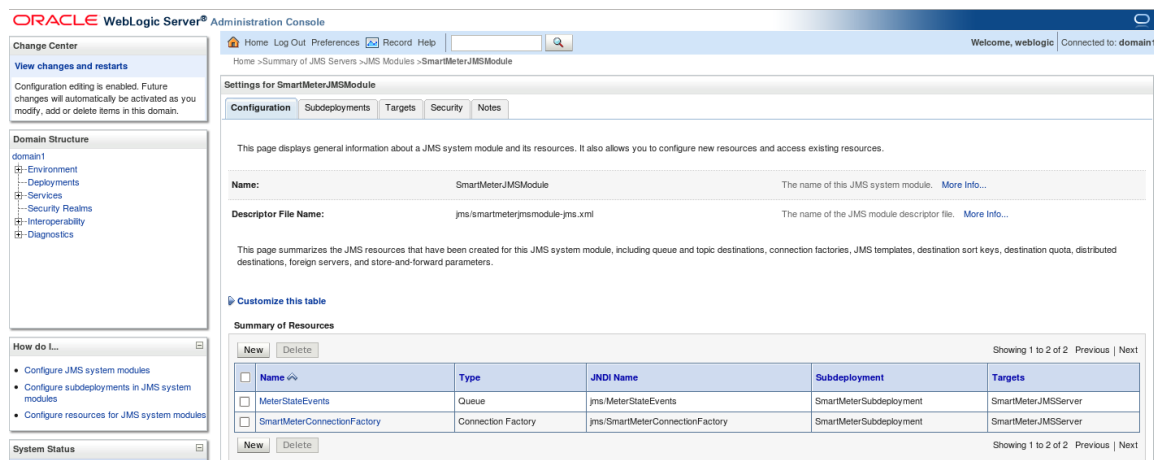 ORACLE WebLogic Server® Administration Console
Change Center
View changes and restarts
Configuration editing is enabled. Future
changes will automatically be activated as you
modify, add or delete items in this domain.
Domain Structure
domain1
Environment
Deployments
Services
Security Realms
Interoperability
Diagnostics
How do I...
Configure JMS system modules
Configure subdeployments in JMS system
modules
Configure resources for JMS system modules
System Status
Home Log Out Preferences Record Help
Welcome, weblogic Connected to: domain1
Home >Summary of JMS Servers >JMS Modules >SmartMeterJMSModule
Settings for SmartMeterJMSModule
Configuration Subdeployments Targets Security Notes
This page displays general information about a JMS system module and its resources. It also allows you to configure new resources and access existing resources.
Name: SmartMeterJMSModule The name of this JMS system module. More Info...
Descriptor File Name: jms/smartmeterjmsmodule-jms.xml The name of the JMS module descriptor file. More Info...
This page summarizes the JMS resources that have been created for this JMS system module, including queue and topic destinations, connection factories, JMS templates, destination sort keys, destination quota, distributed
destinations, foreign servers, and store-and-forward parameters.
Customize this table
Summary of Resources
New Delete Showing 1 to 2 of 2 Previous | Next
Name Type JNDI Name Subdeployment Targets
MeterStateEvents Queue jms/MeterStateEvents SmartMeterSubdeployment SmartMeterJMSServer
SmartMeterConnectionFactory Connection Factory jms/SmartMeterConnectionFactory SmartMeterSubdeployment SmartMeterJMSServer
New Delete Showing 1 to 2 of 2 Previous | Next